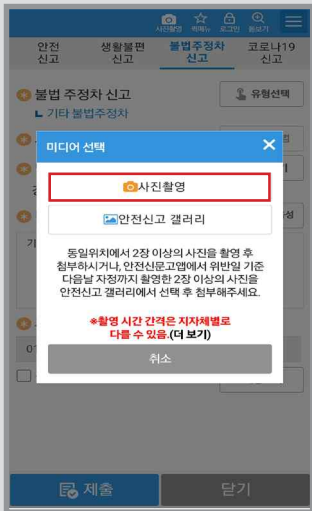 사진촬영 퀵메뉴 로그인 돋보기
안전 신고
생활불편 신고
불법주정차 신고
코로나19 신고
불법 주정차 신고
유형선택
기타 불법주정차
미디어 선택
사진촬영
안전신고 갤러리
동일위치에서 2장 이상의 사진을 촬영 후
첨부하시거나, 안전신문고앱에서 위반일 기준
다음날 자정까지 촬영한 2장 이상의 사진을
안전신고 갤러리에서 선택 후 첨부해주세요.
※촬영 시간 간격은 지자체별로
다를 수 있음.(더 보기)
취소
제출
닫기